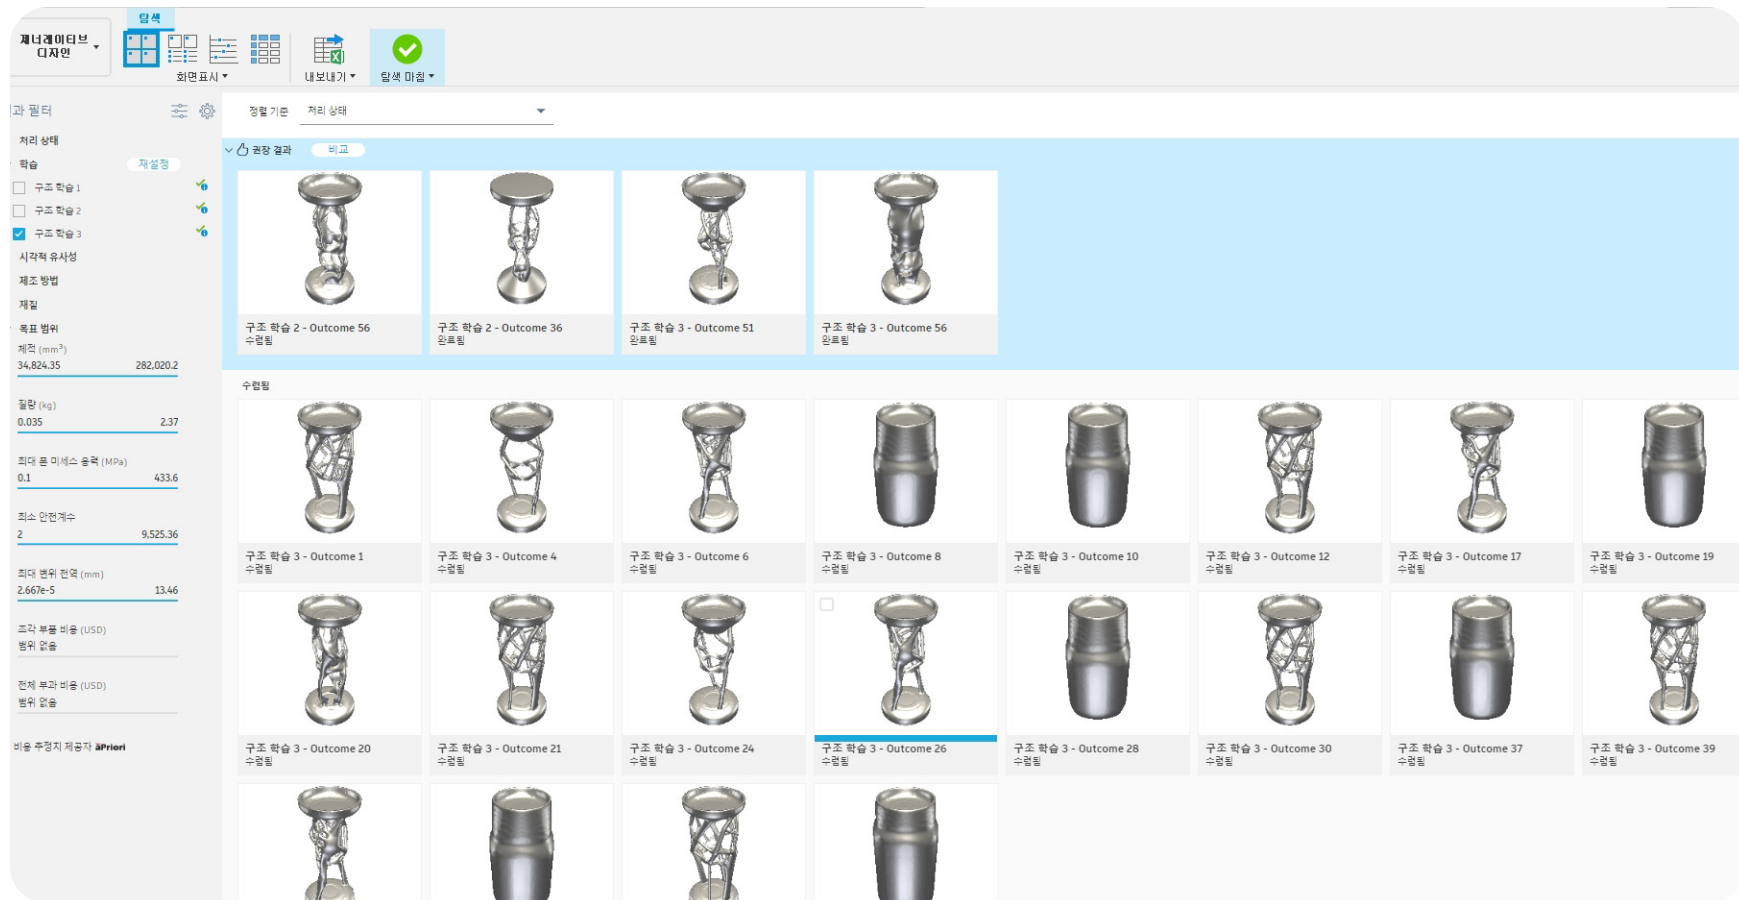 탐색
제너레이티브
디자인
화면표시
내보내기
탐색 마침
과 필터
정렬 기준 처리 상태
처리 상태
학습 재설정
구조 학습 1
구조 학습 2
구조 학습 3
시각적 유사성
제조 방법
재질
목표 범위
체적 (mm³)
34,824.35 282,020.2
질량 (kg)
0.035 2.37
최대 폰 미세스 응력 (MPa)
0.1 433.6
최소 안전계수
2 9,525.36
최대 변위 전역 (mm)
2.667e-5 13.46
조각 부품 비용 (USD)
범위 없음
전체 부과 비용 (USD)
범위 없음
비용 추정치 제공자 āPriori
권장 결과 비교
구조 학습 2 - Outcome 56
수렴됨
구조 학습 2 - Outcome 36
완료됨
구조 학습 3 - Outcome 51
완료됨
구조 학습 3 - Outcome 56
완료됨
수렴됨
구조 학습 3 - Outcome 1
수렴됨
구조 학습 3 - Outcome 4
수렴됨
구조 학습 3 - Outcome 6
수렴됨
구조 학습 3 - Outcome 8
수렴됨
구조 학습 3 - Outcome 10
수렴됨
구조 학습 3 - Outcome 12
수렴됨
구조 학습 3 - Outcome 17
수렴됨
구조 학습 3 - Outcome 19
수렴됨
구조 학습 3 - Outcome 20
수렴됨
구조 학습 3 - Outcome 21
수렴됨
구조 학습 3 - Outcome 24
수렴됨
구조 학습 3 - Outcome 26
수렴됨
구조 학습 3 - Outcome 28
수렴됨
구조 학습 3 - Outcome 30
수렴됨
구조 학습 3 - Outcome 37
수렴됨
구조 학습 3 - Outcome 39
수렴됨